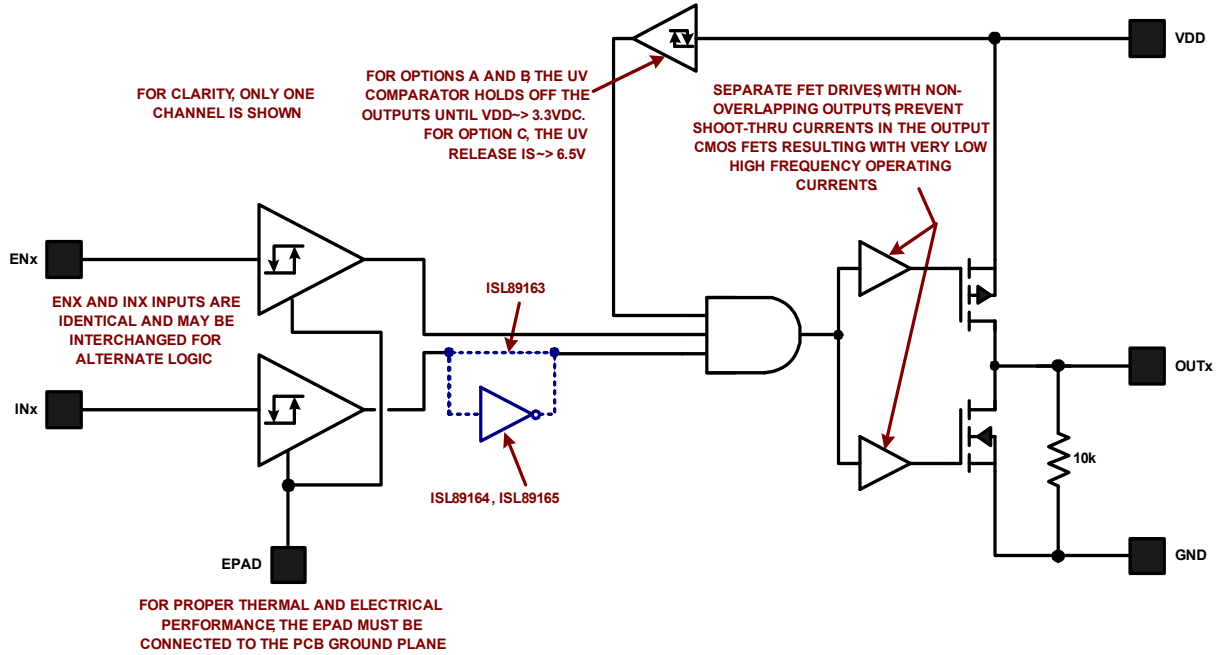 VDD
FOR OPTIONS A AND B, THE UV
COMPARATOR HOLDS OFF THE
OUTPUTS UNTIL VDD~> 3.3VDC.
FOR OPTION C, THE UV
RELEASE IS~> 6.5V
FOR CLARITY, ONLY ONE
CHANNEL IS SHOWN
SEPARATE FET DRIVES, WITH NON-
OVERLAPPING OUTPUTS, PREVENT
SHOOT-THRU CURRENTS IN THE OUTPUT
CMOS FETS RESULTING WITH VERY LOW
HIGH FREQUENCY OPERATING
CURRENTS.
ENx
ISL89163
ENX AND INX INPUTS ARE
IDENTICAL AND MAY BE
INTERCHANGED FOR
ALTERNATE LOGIC
OUTx
INx
10k
ISL89164, ISL89165
EPAD
GND
FOR PROPER THERMAL AND ELECTRICAL
PERFORMANCE, THE EPAD MUST BE
CONNECTED TO THE PCB GROUND PLANE